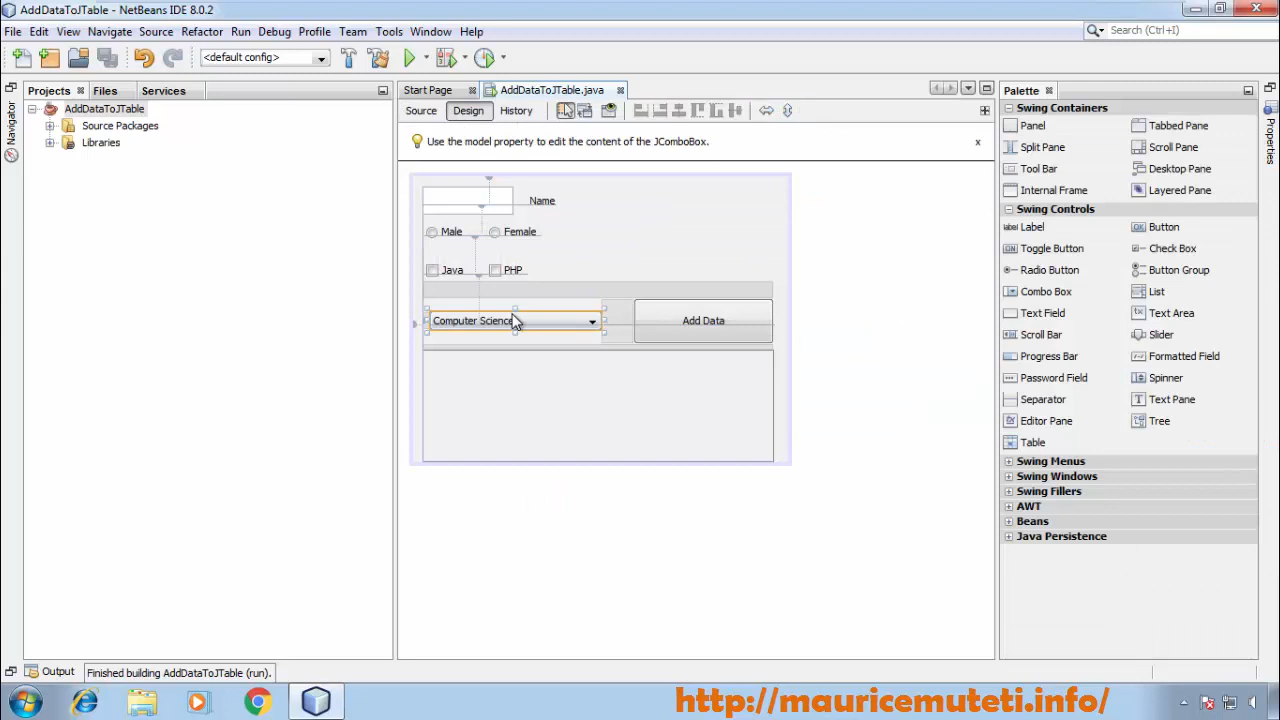 AddDataToJTable - NetBeans IDE 8.0.2
File Edit View Navigate Source Refactor Run Debug Profile Team Tools Window Help
Search (Ctrl+I)
<default config>
Projects Files Services
Start Page AddDataToJTable.java
Palette
Navigator
Properties
AddDataToJTable
Source Packages
Libraries
Source Design History
Use the model property to edit the content of the JComboBox.
x
Name
Male Female
Java PHP
Computer Science
Add Data
Swing Containers
Panel Tabbed Pane
Split Pane Scroll Pane
Tool Bar Desktop Pane
Internal Frame Layered Pane
Swing Controls
label Label OK Button
Toggle Button Check Box
Radio Button Button Group
Combo Box List
Text Field Text Area
Scroll Bar Slider
Progress Bar Formatted Field
Password Field Spinner
Separator T Text Pane
Editor Pane Tree
Table
Swing Menus
Swing Windows
Swing Fillers
AWT
Beans
Java Persistence
Output Finished building AddDataToJTable (run).
http://mauricemuteti.info/